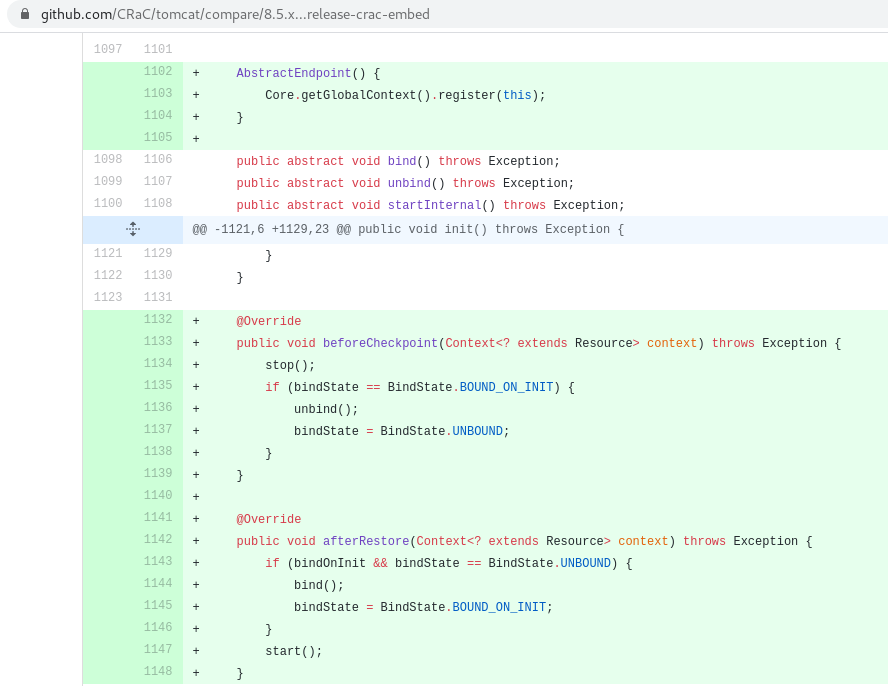 github.com/CRaC/tomcat/compare/8.5.x...release-crac-embed
1097 1101
1102 + AbstractEndpoint() {
1103 + Core.getGlobalContext().register(this);
1104 + }
1105 +
1098 1106 public abstract void bind() throws Exception;
1099 1107 public abstract void unbind() throws Exception;
1100 1108 public abstract void startInternal() throws Exception;
@@ -1121,6 +1129,23 @@ public void init() throws Exception {
1121 1129 }
1122 1130 }
1123 1131
1132 + @Override
1133 + public void beforeCheckpoint(Context<? extends Resource> context) throws Exception {
1134 + stop();
1135 + if (bindState == BindState.BOUND_ON_INIT) {
1136 + unbind();
1137 + bindState = BindState.UNBOUND;
1138 + }
1139 + }
1140 +
1141 + @Override
1142 + public void afterRestore(Context<? extends Resource> context) throws Exception {
1143 + if (bindOnInit && bindState == BindState.UNBOUND) {
1144 + bind();
1145 + bindState = BindState.BOUND_ON_INIT;
1146 + }
1147 + start();
1148 + }